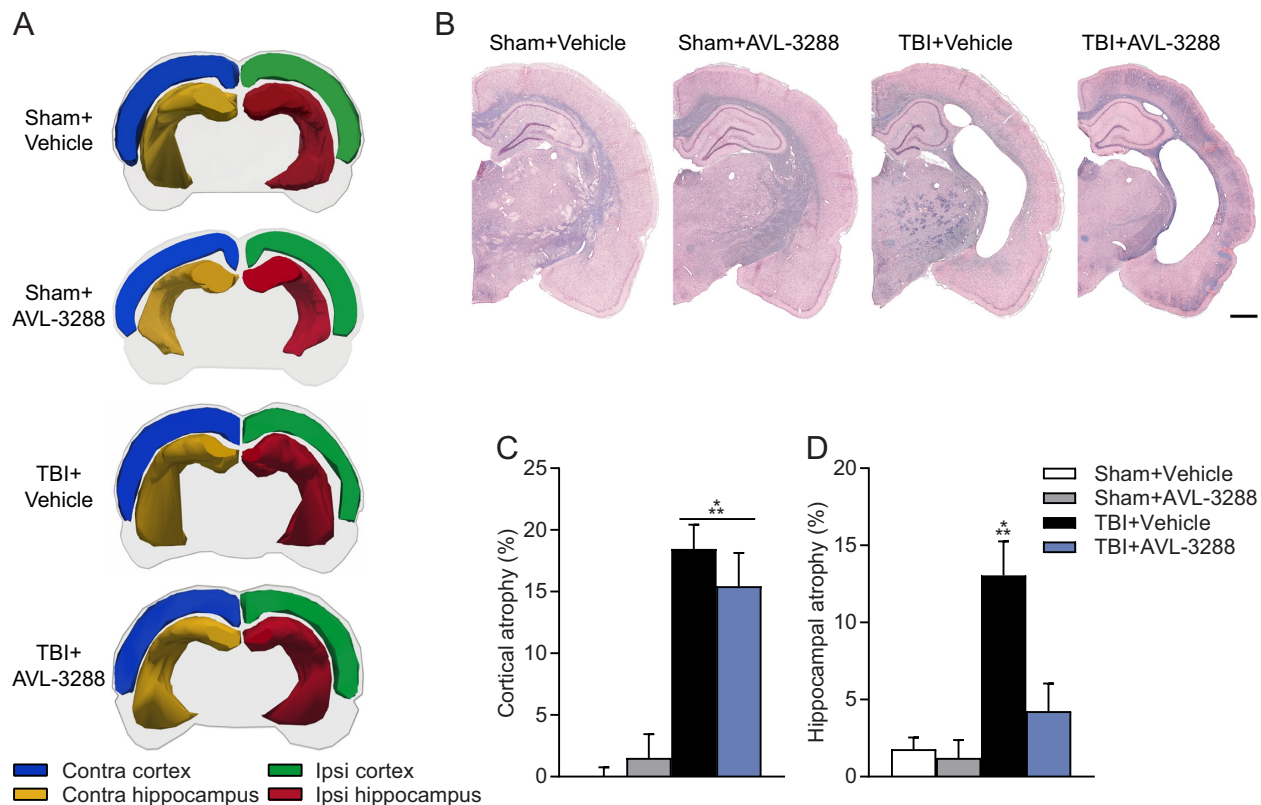 A
Sham+
Vehicle
Sham+
AVL-3288
TBI+
Vehicle
TBI+
AVL-3288
Contra cortex
Ipsi cortex
Contra hippocampus
Ipsi hippocampus
B
Sham+Vehicle
Sham+AVL-3288
TBI+Vehicle
TBI+AVL-3288
C
Cortical atrophy (%)
25
20
15
10
5
0
*
**
D
Hippocampal atrophy (%)
20
15
10
5
0
*
**
Sham+Vehicle
Sham+AVL-3288
TBI+Vehicle
TBI+AVL-3288